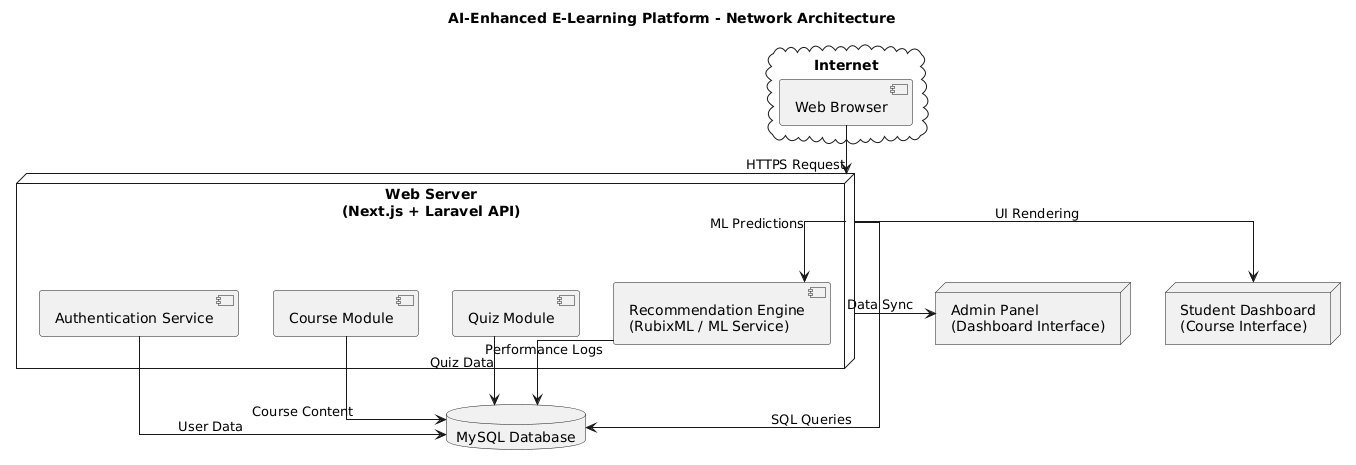 AI-Enhanced E-Learning Platform - Network Architecture
Internet
Web Browser
HTTPS Request
Web Server
(Next.js + Laravel API)
ML Predictions
UI Rendering
Authentication Service
Course Module
Quiz Module
Recommendation Engine
(RubixML / ML Service)
Data Sync
Admin Panel
(Dashboard Interface)
Student Dashboard
(Course Interface)
Performance Logs
Quiz Data
Course Content
User Data
SQL Queries
MySQL Database